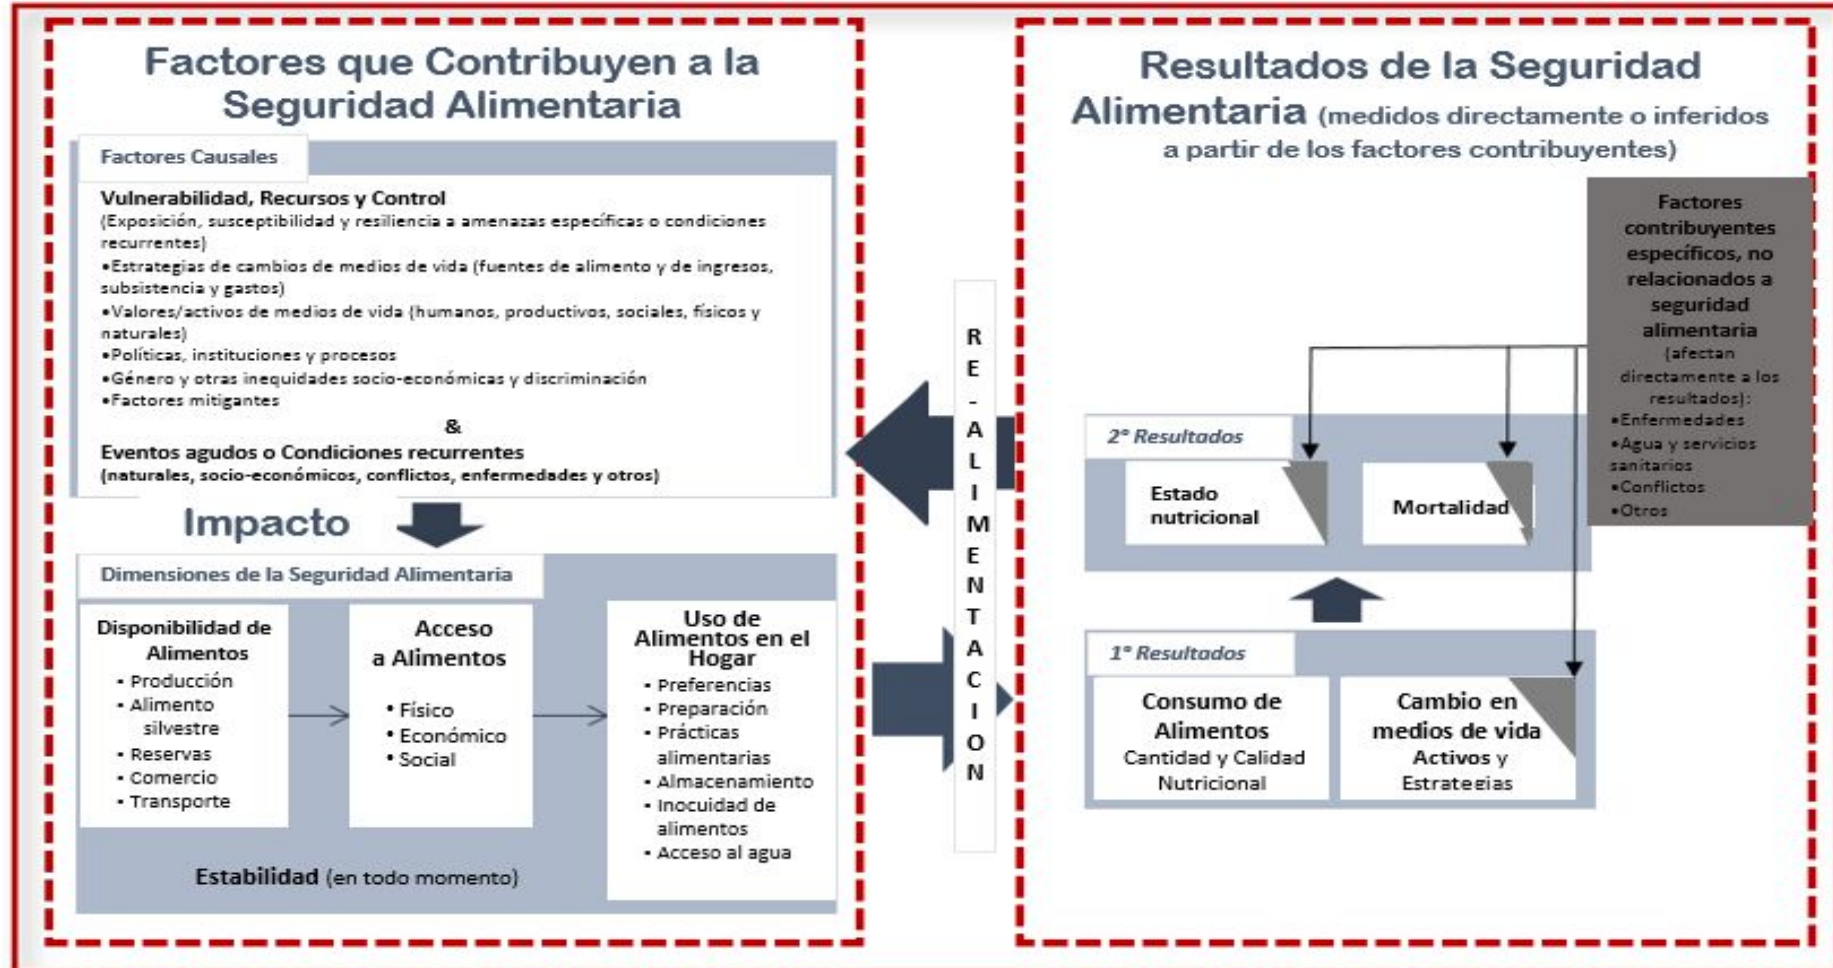 Factores que Contribuyen a la
Seguridad Alimentaria
Factores Causales
Vulnerabilidad, Recursos y Control
(Exposición, susceptibilidad y resiliencia a amenazas específicas o condiciones
recurrentes)
•Estrategias de cambios de medios de vida (fuentes de alimento y de ingresos,
subsistencia y gastos)
•Valores/activos de medios de vida (humanos, productivos, sociales, físicos y
naturales)
•Políticas, instituciones y procesos
•Género y otras inequidades socio-económicas y discriminación
•Factores mitigantes
&
Eventos agudos o Condiciones recurrentes
(naturales, socio-económicos, conflictos, enfermedades y otros)
Impacto
Dimensiones de la Seguridad Alimentaria
Disponibilidad de
Alimentos
▪ Producción
▪ Alimento
silvestre
▪ Reservas
▪ Comercio
▪ Transporte
Acceso
a Alimentos
• Físico
• Económico
• Social
Uso de
Alimentos en el
Hogar
▪ Preferencias
▪ Preparación
▪ Prácticas
alimentarias
▪ Almacenamiento
▪ Inocuidad de
alimentos
▪ Acceso al agua
Estabilidad (en todo momento)
R
E
-
A
L
I
M
E
N
T
A
C
I
O
N
Resultados de la Seguridad
Alimentaria (medidos directamente o inferidos
a partir de los factores contribuyentes)
Factores
contribuyentes
específicos, no
relacionados a
seguridad
alimentaria
(afectan
directamente a los
resultados):
•Enfermedades
•Agua y servicios
sanitarios
•Conflictos
•Otros
2° Resultados
Estado
nutricional
Mortalidad
1° Resultados
Consumo de
Alimentos
Cantidad y Calidad
Nutricional
Cambio en
medios de vida
Activos y
Estrategias